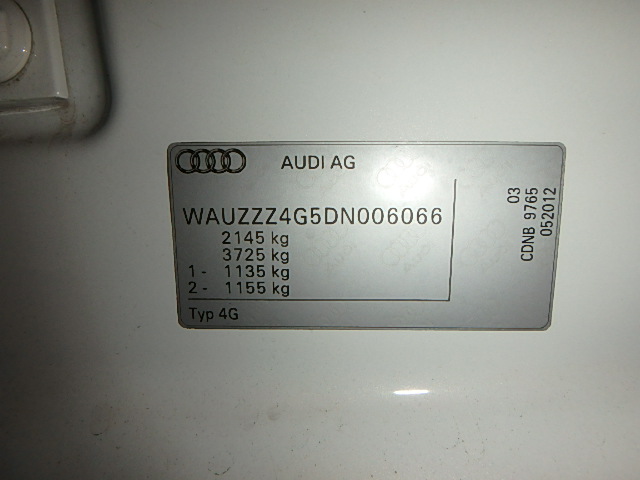 AUDI AG
WAUZZZ4G5DN006066
2145 kg
3725 kg
1 - 1135 kg
2 - 1155 kg
Typ 4G
03
CDNB 9765
052012